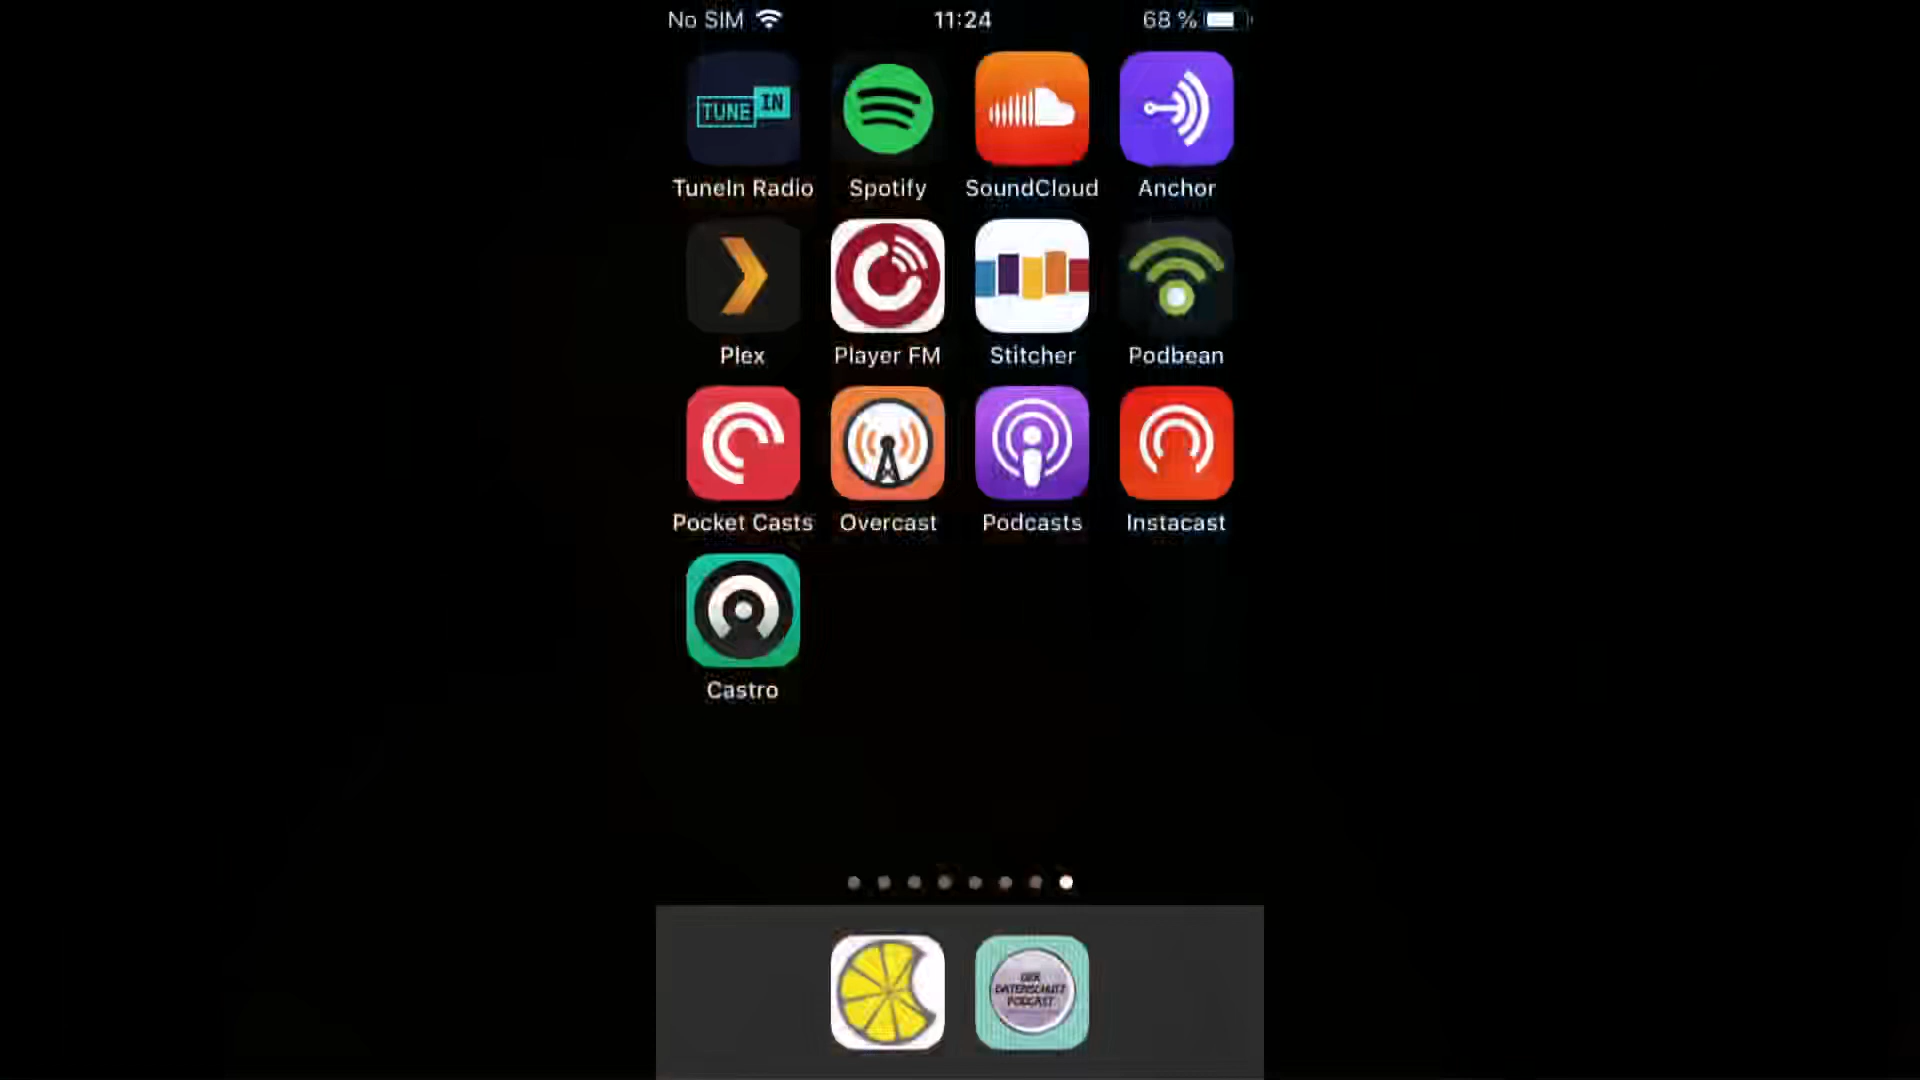 No SIM 11:24 68 %
TUNE IN
TuneIn Radio Spotify SoundCloud Anchor
Plex Player FM Stitcher Podbean
Pocket Casts Overcast Podcasts Instacast
Castro
DER
DATENSCHUTZ
PODCAST